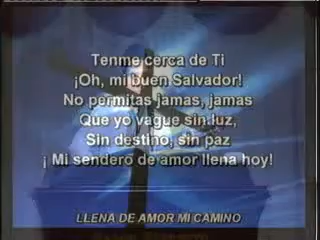 Tenme cerca de Ti
¡Oh, mi buen Salvador!
No permitas jamas, jamas
Que yo vague sin luz,
Sin destino, sin paz
¡ Mi sendero de amor llena hoy!
LLENA DE AMOR MI CAMINO